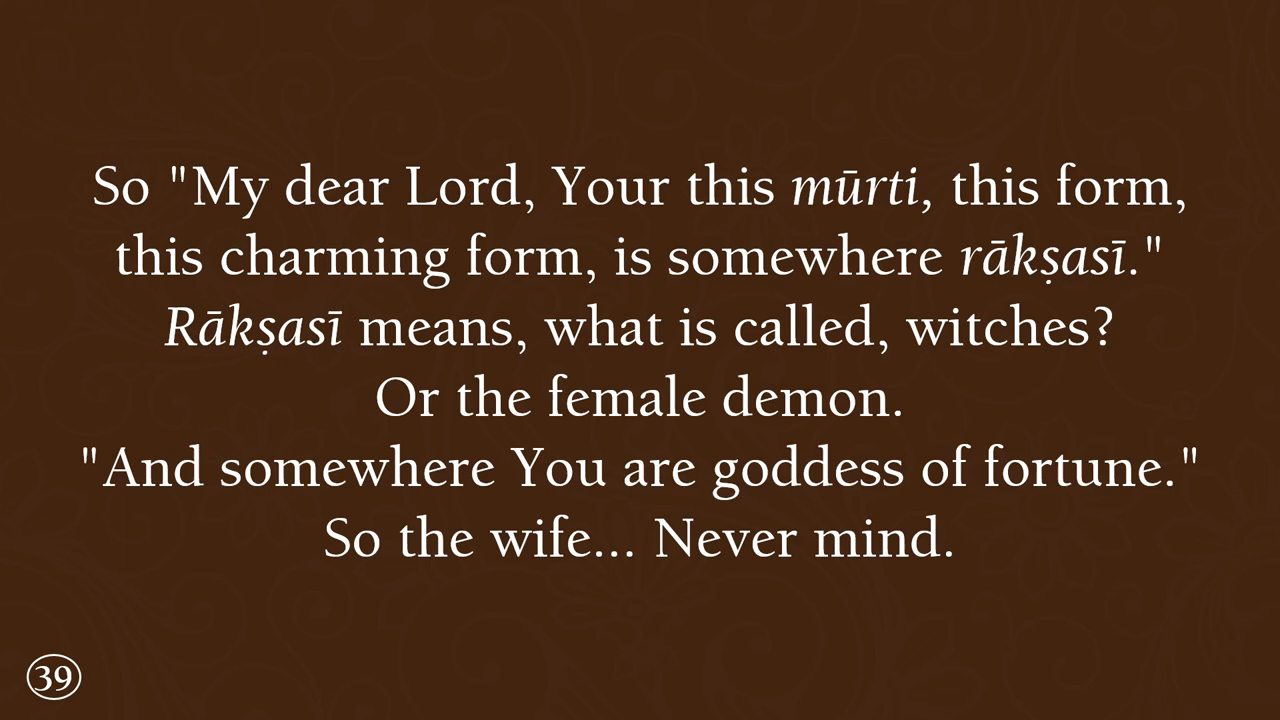 So "My dear Lord, Your this mūrti, this form,
this charming form, is somewhere rākṣasī."
Rākṣasī means, what is called, witches?
Or the female demon.
"And somewhere You are goddess of fortune."
So the wife... Never mind.
39